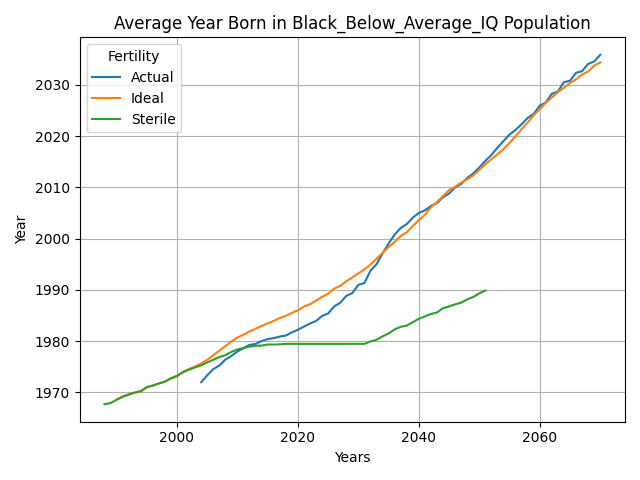 Average Year Born in Black_Below_Average_IQ Population
Fertility
Actual
Ideal
Sterile
2030
2020
2010
2000
1990
1980
1970
Year
2000 2020 2040 2060
Years